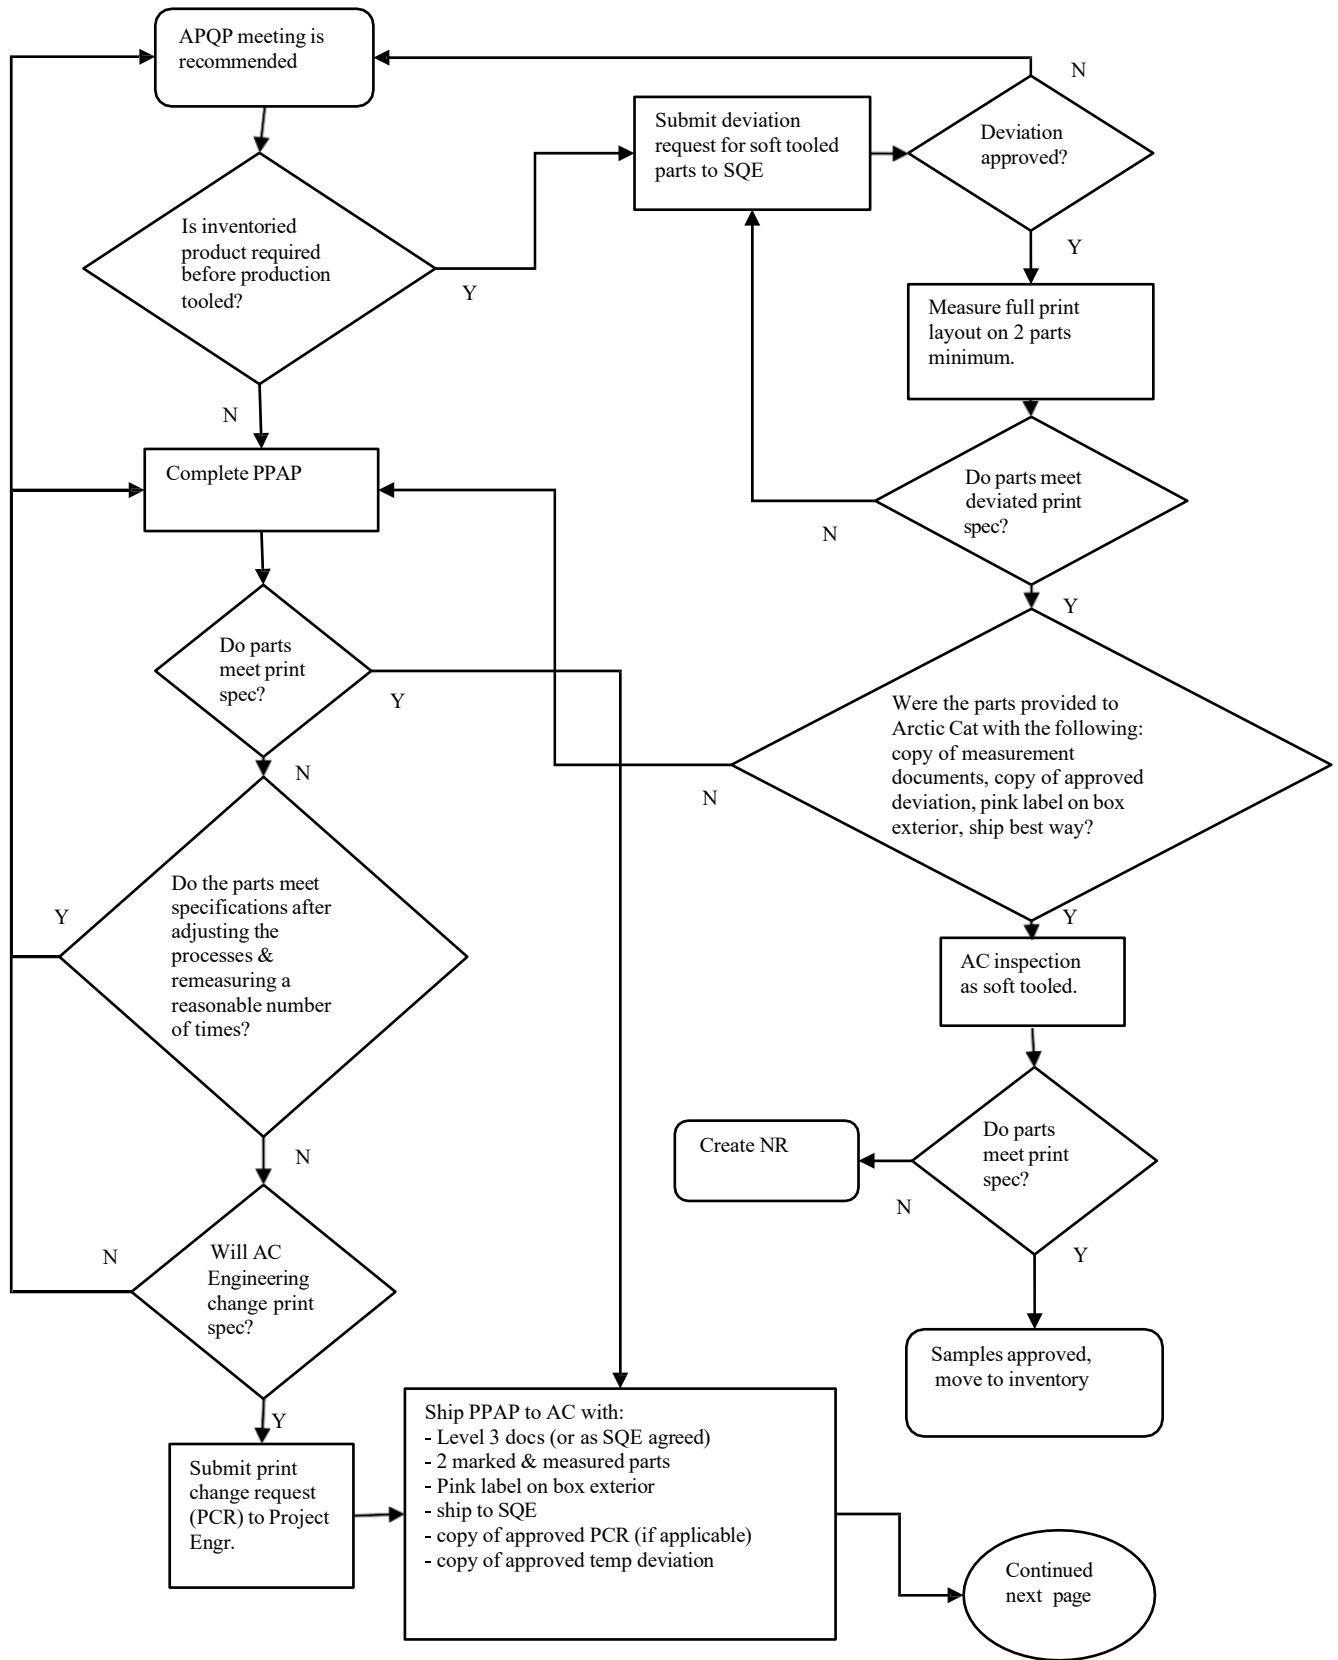 APQP meeting is
recommended
N
Submit deviation
request for soft tooled
parts to SQE
Deviation
approved?
Is inventoried
product required
before production
tooled?
Y
Y
Measure full print
layout on 2 parts
minimum.
N
Complete PPAP
Do parts meet
deviated print
spec?
N
Y
Do parts
meet print
spec?
Y
N
Were the parts provided to
Arctic Cat with the following:
copy of measurement
documents, copy of approved
deviation, pink label on box
exterior, ship best way?
N
Y
Do the parts meet
specifications after
adjusting the
processes &
remeasuring a
reasonable number
of times?
Y
N
AC inspection
as soft tooled.
Create NR
Do parts
meet print
spec?
N
Y
Will AC
Engineering
change print
spec?
N
Y
Samples approved,
move to inventory
Submit print
change request
(PCR) to Project
Engr.
Ship PPAP to AC with:
- Level 3 docs (or as SQE agreed)
- 2 marked & measured parts
- Pink label on box exterior
- ship to SQE
- copy of approved PCR (if applicable)
- copy of approved temp deviation
Continued
next page